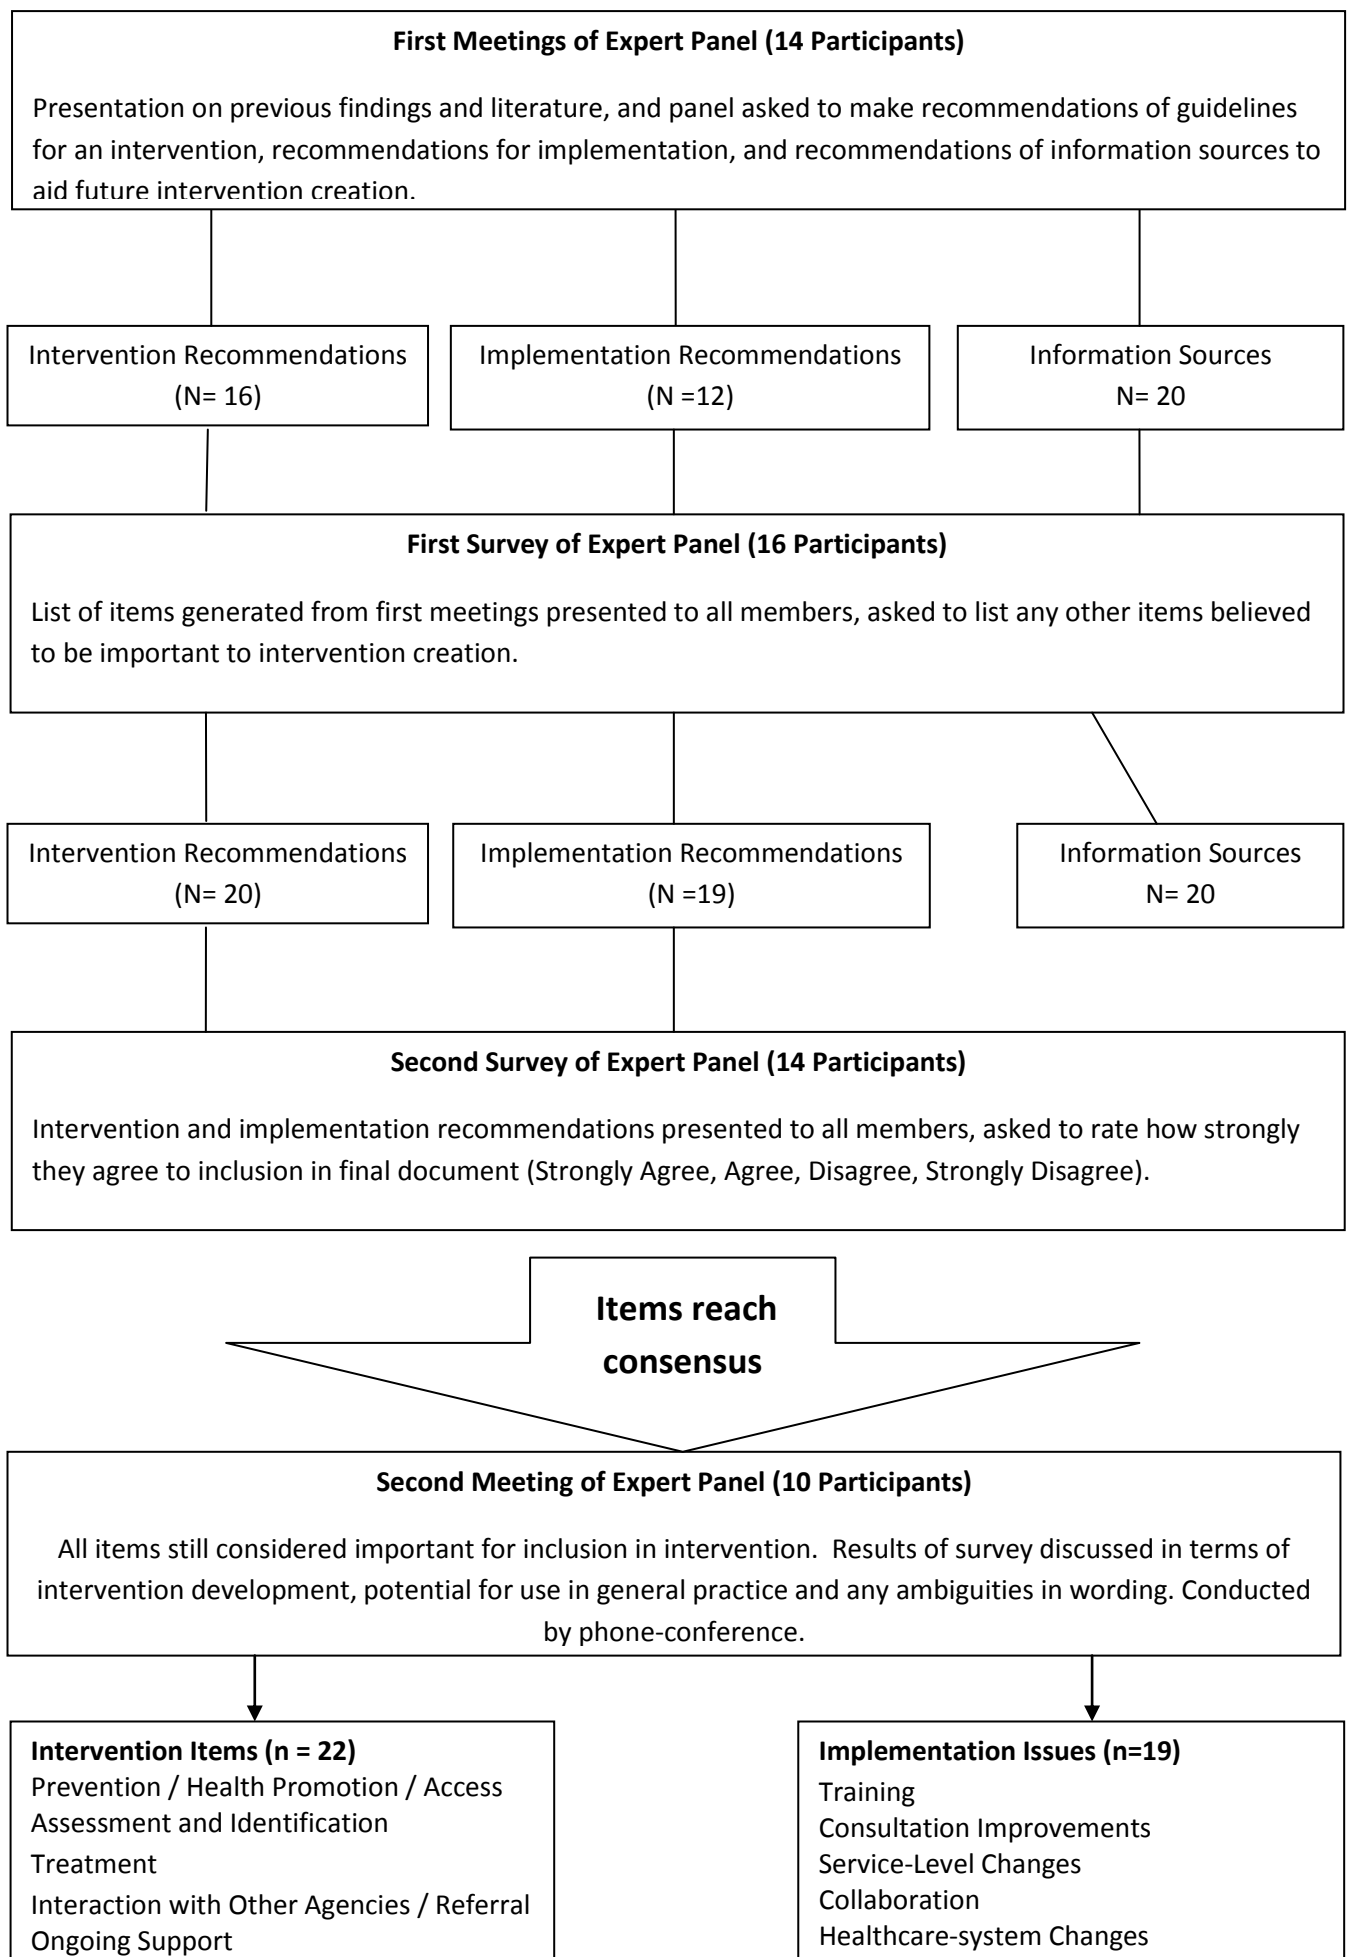 First Meetings of Expert Panel (14 Participants)
Presentation on previous findings and literature, and panel asked to make recommendations of guidelines
for an intervention, recommendations for implementation, and recommendations of information sources to
aid future intervention creation.
Intervention Recommendations
(N= 16)
Implementation Recommendations
(N =12)
Information Sources
N= 20
First Survey of Expert Panel (16 Participants)
List of items generated from first meetings presented to all members, asked to list any other items believed
to be important to intervention creation.
Intervention Recommendations
(N= 20)
Implementation Recommendations
(N =19)
Information Sources
N= 20
Second Survey of Expert Panel (14 Participants)
Intervention and implementation recommendations presented to all members, asked to rate how strongly
they agree to inclusion in final document (Strongly Agree, Agree, Disagree, Strongly Disagree).
Items reach
consensus
Second Meeting of Expert Panel (10 Participants)
All items still considered important for inclusion in intervention.  Results of survey discussed in terms of
intervention development, potential for use in general practice and any ambiguities in wording. Conducted
by phone-conference.
Intervention Items (n = 22)
Prevention / Health Promotion / Access
Assessment and Identification
Treatment
Interaction with Other Agencies / Referral
Ongoing Support
Implementation Issues (n=19)
Training
Consultation Improvements
Service-Level Changes
Collaboration
Healthcare-system Changes